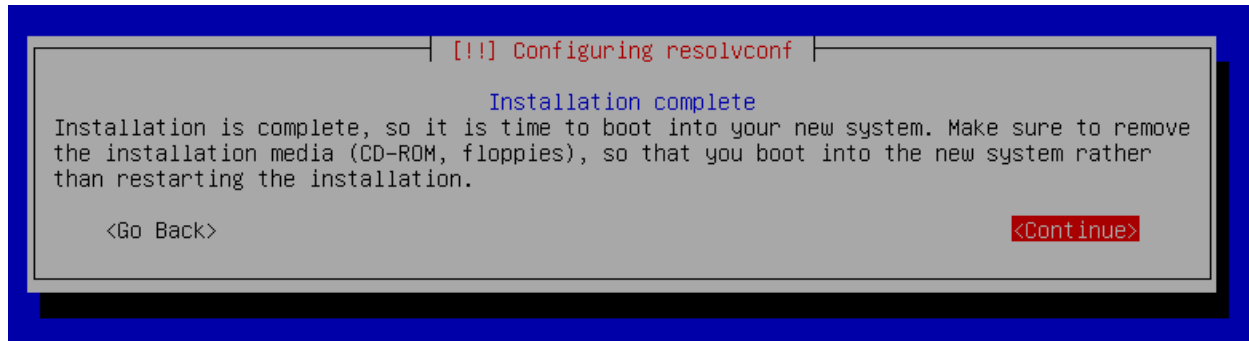 [!!] Configuring resolvconf
Installation complete
Installation is complete, so it is time to boot into your new system. Make sure to remove
the installation media (CD-ROM, floppies), so that you boot into the new system rather
than restarting the installation.
<Go Back> <Continue>